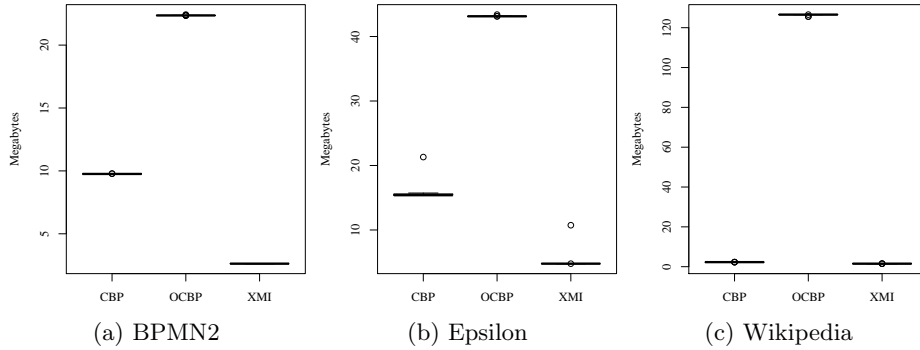 Megabytes
20
15
10
5
CBP
OCBP
XMI
(a) BPMN2
Megabytes
40
30
20
10
CBP
OCBP
XMI
(b) Epsilon
Megabytes
120
100
80
60
40
20
0
CBP
OCBP
XMI
(c) Wikipedia